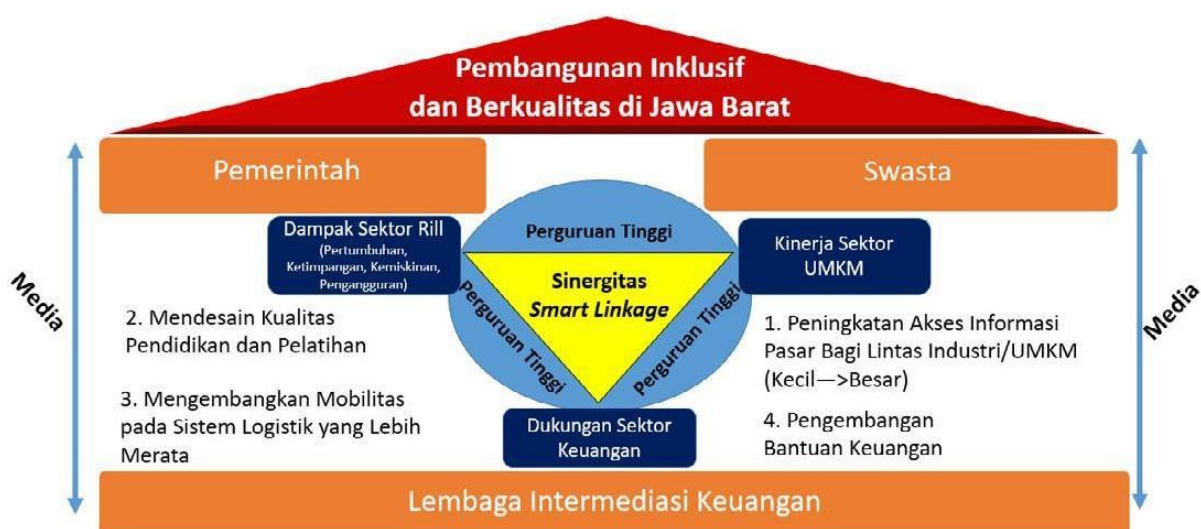 Pembangunan Inklusif
dan Berkualitas di Jawa Barat
Pemerintah
Swasta
Media
Dampak Sektor Rill
(Pertumbuhan,
Ketimpangan, Kemiskinan,
Pengangguran)
Perguruan Tinggi
Kinerja Sektor
UMKM
Sinergitas
Smart Linkage
Perguruan Tinggi
Perguruan Tinggi
2. Mendesain Kualitas
Pendidikan dan Pelatihan
3. Mengembangkan Mobilitas
pada Sistem Logistik yang Lebih
Merata
1. Peningkatan Akses Informasi
Pasar Bagi Lintas Industri/UMKM
(Kecil—>Besar)
4. Pengembangan
Bantuan Keuangan
Media
Dukungan Sektor
Keuangan
Lembaga Intermediasi Keuangan